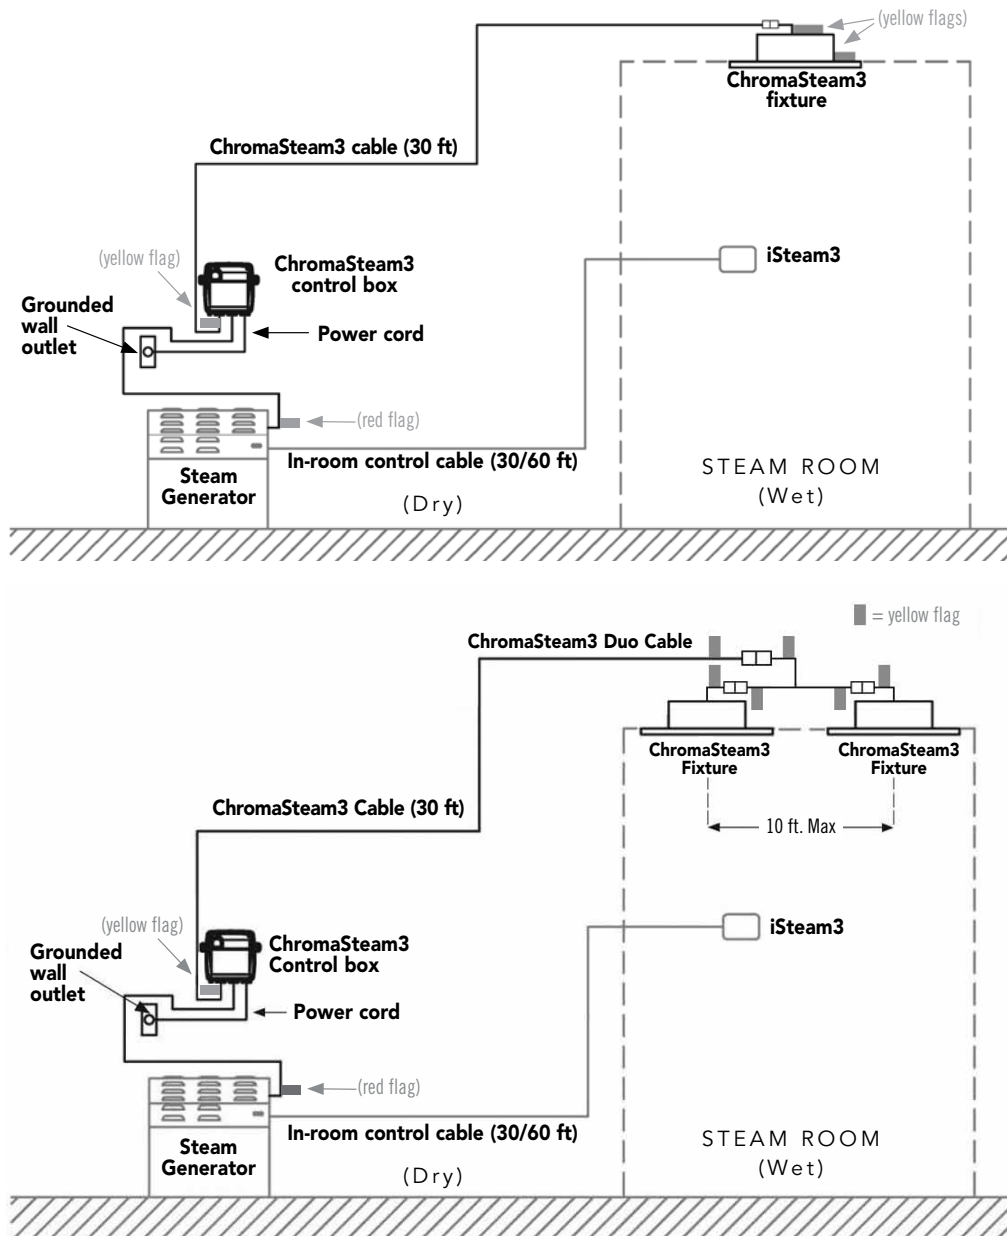 (yellow flags)
ChromaSteam3
fixture
ChromaSteam3 cable (30 ft)
(yellow flag)
ChromaSteam3
control box
iSteam3
Grounded
wall
outlet
Power cord
(red flag)
In-room control cable (30/60 ft)
Steam
Generator
(Dry)
STEAM ROOM
(Wet)
= yellow flag
ChromaSteam3 Duo Cable
ChromaSteam3
Fixture
ChromaSteam3
Fixture
ChromaSteam3 Cable (30 ft)
10 ft. Max
(yellow flag)
iSteam3
ChromaSteam3
Control box
Grounded
wall
outlet
Power cord
(red flag)
In-room control cable (30/60 ft)
Steam
Generator
(Dry)
STEAM ROOM
(Wet)